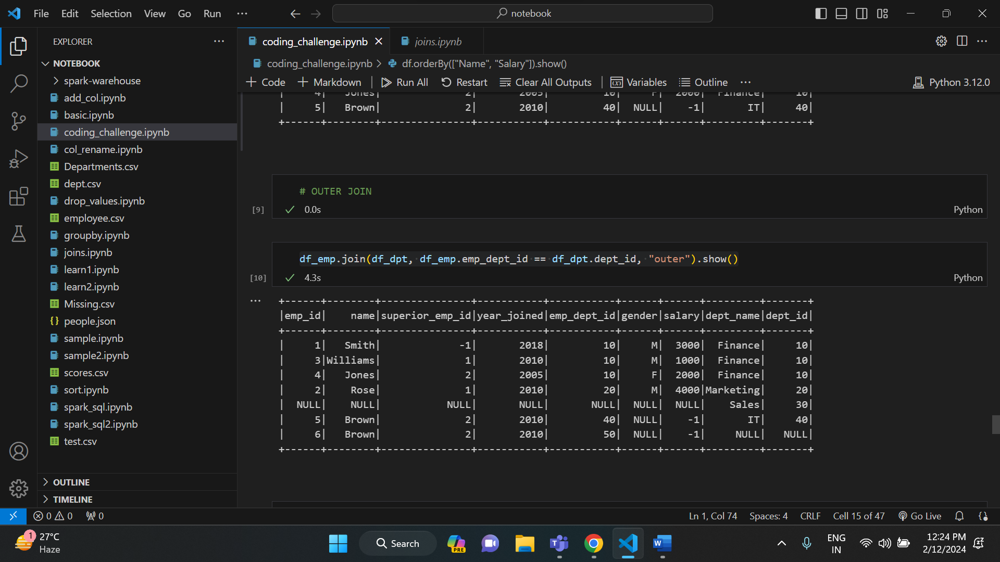 File Edit Selection View Go Run ···
notebook
EXPLORER ···
coding_challenge.ipynb
joins.ipynb
NOTEBOOK
coding_challenge.ipynb > df.orderBy(["Name", "Salary"]).show()
+ Code + Markdown | Run All Restart Clear All Outputs | Variables Outline ··· Python 3.12.0
spark-warehouse
add_col.ipynb
basic.ipynb
coding_challenge.ipynb
col_rename.ipynb
Departments.csv
dept.csv
drop_values.ipynb
employee.csv
groupby.ipynb
joins.ipynb
learn1.ipynb
learn2.ipynb
Missing.csv
people.json
sample.ipynb
sample2.ipynb
scores.csv
sort.ipynb
spark_sql.ipynb
spark_sql2.ipynb
test.csv
OUTLINE
TIMELINE
|     4|   Jones|              2|       2005|         10|     F|  2000|  Finance|     10|
|     5|   Brown|              2|       2010|         40|  NULL|    -1|       IT|     40|
+------+--------+---------------+-----------+-----------+------+------+---------+-------+
# OUTER JOIN
[9] ✓ 0.0s Python
df_emp.join(df_dpt, df_emp.emp_dept_id == df_dpt.dept_id, "outer").show()
[10] ✓ 4.3s Python
···
+------+--------+---------------+-----------+-----------+------+------+---------+-------+
|emp_id|    name|superior_emp_id|year_joined|emp_dept_id|gender|salary|dept_name|dept_id|
+------+--------+---------------+-----------+-----------+------+------+---------+-------+
|     1|   Smith|             -1|       2018|         10|     M|  3000|  Finance|     10|
|     3|Williams|              1|       2010|         10|     M|  1000|  Finance|     10|
|     4|   Jones|              2|       2005|         10|     F|  2000|  Finance|     10|
|     2|    Rose|              1|       2010|         20|     M|  4000|Marketing|     20|
|  NULL|    NULL|           NULL|       NULL|       NULL|  NULL|  NULL|    Sales|     30|
|     5|   Brown|              2|       2010|         40|  NULL|    -1|       IT|     40|
|     6|   Brown|              2|       2010|         50|  NULL|    -1|     NULL|   NULL|
+------+--------+---------------+-----------+-----------+------+------+---------+-------+
0 0 0
Ln 1, Col 74 Spaces: 4 CRLF Cell 15 of 47 Go Live
1 27°C
Haze
Search
PRE
ENG
IN
12:24 PM
2/12/2024